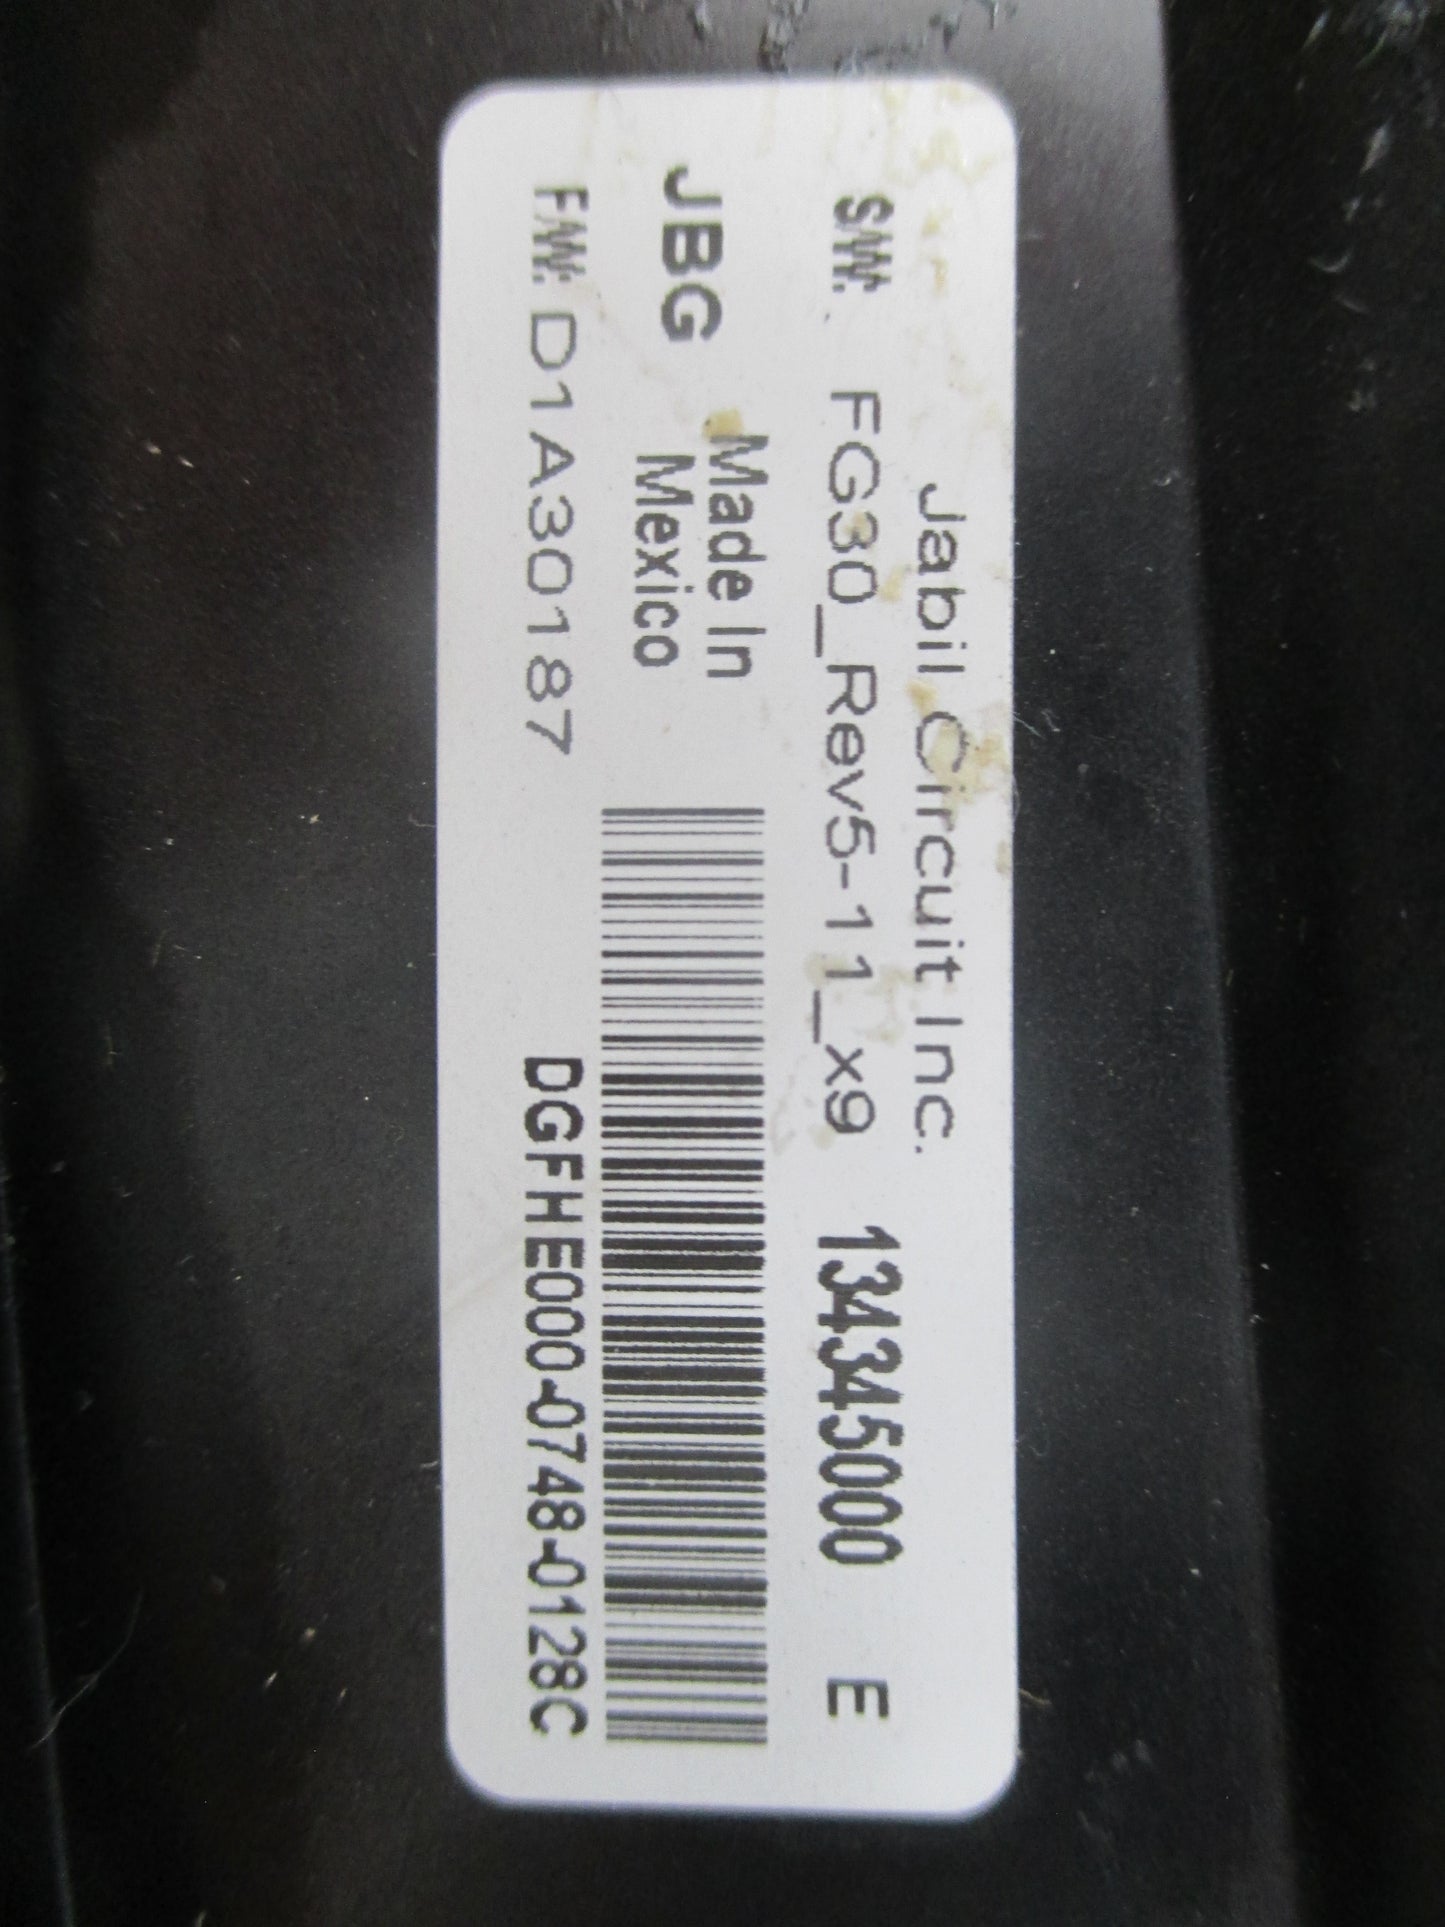 Jabil Circuit Inc.
S/W: FG30_Rev5-11_x9 134345000 E
JBG Made In
Mexico
F/W: D1A30187 DGFHE000-0748-0128C